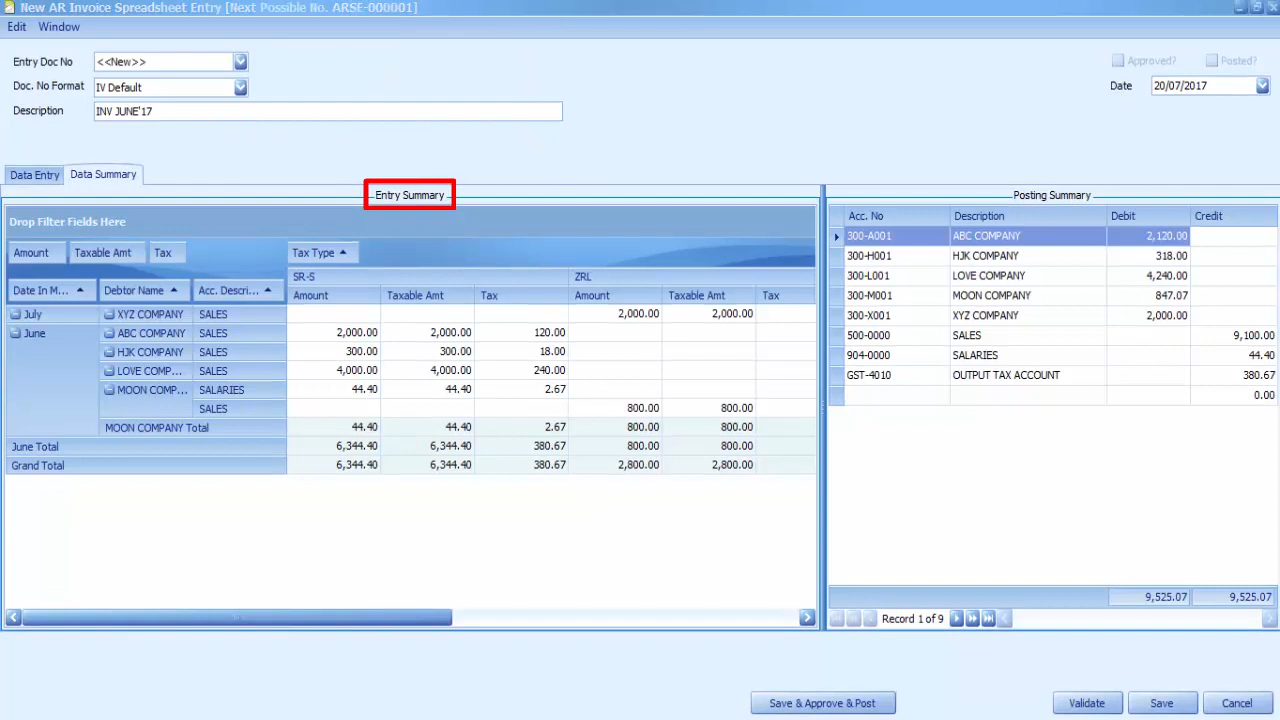 New AR Invoice Spreadsheet Entry [Next Possible No. ARSE-000001]
Edit Window
Entry Doc No <<New>>
Approved? Posted?
Doc. No Format IV Default
Date 20/07/2017
Description INV JUNE'17
Data Entry Data Summary
Entry Summary
Drop Filter Fields Here
Amount Taxable Amt Tax Tax Type
SR-S ZRL
Date In M... Debtor Name Acc. Descri... Amount Taxable Amt Tax Amount Taxable Amt Tax
July XYZ COMPANY SALES 2,000.00 2,000.00
June ABC COMPANY SALES 2,000.00 2,000.00 120.00
HJK COMPANY SALES 300.00 300.00 18.00
LOVE COMP... SALES 4,000.00 4,000.00 240.00
MOON COMP... SALARIES 44.40 44.40 2.67
SALES 800.00 800.00
MOON COMPANY Total 44.40 44.40 2.67 800.00 800.00
June Total 6,344.40 6,344.40 380.67 800.00 800.00
Grand Total 6,344.40 6,344.40 380.67 2,800.00 2,800.00
Posting Summary
Acc. No Description Debit Credit
300-A001 ABC COMPANY 2,120.00
300-H001 HJK COMPANY 318.00
300-L001 LOVE COMPANY 4,240.00
300-M001 MOON COMPANY 847.07
300-X001 XYZ COMPANY 2,000.00
500-0000 SALES 9,100.00
904-0000 SALARIES 44.40
GST-4010 OUTPUT TAX ACCOUNT 380.67
0.00
9,525.07 9,525.07
Record 1 of 9
Save & Approve & Post Validate Save Cancel